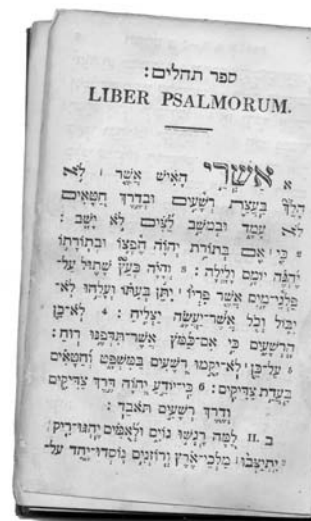 ספר תהלים:
LIBER PSALMORUM.
א אַשְׁרֵי הָאִישׁ אֲשֶׁר ׀ לֹא
הָלַךְ בַּעֲצַת רְשָׁעִים וּבְדֶרֶךְ חַטָּאִים
לֹא עָמָד וּבְמוֹשַׁב לֵצִים לֹא יָשָׁב:
2 כִּי ׀ אִם בְּתוֹרַת יְהוָֹה חֶפְצוֹ וּבְתוֹרָתוֹ
יֶהְגֶּה יוֹמָם וָלָיְלָה: 3 וְהָיָה כְּעֵץ שָׁתוּל עַל־
פַּלְגֵי־מָיִם אֲשֶׁר פִּרְיוֹ ׀ יִתֵּן בְּעִתּוֹ וְעָלֵהוּ לֹא־
יִבּוֹל וְכֹל אֲשֶׁר־יַעֲשֶׂה יַצְלִיחַ: 4 לֹא־כֵן
הָרְשָׁעִים כִּי אִם־כַּמֹּץ אֲשֶׁר־תִּדְּפֶנּוּ רוּחַ:
5 עַל־כֵּן ׀ לֹא־יָקֻמוּ רְשָׁעִים בַּמִּשְׁפָּט וְחַטָּאִים
בַּעֲדַת צַדִּיקִים: 6 כִּי־יוֹדֵעַ יְהוָֹה דֶּרֶךְ צַדִּיקִים
וְדֶרֶךְ רְשָׁעִים תֹּאבֵד:
ב II. לָמָּה רָגְשׁוּ גוֹיִם וּלְאֻמִּים יֶהְגּוּ־רִיק:
2 יִתְיַצְּבוּ ׀ מַלְכֵי־אֶרֶץ וְרוֹזְנִים נוֹסְדוּ־יָחַד עַל־